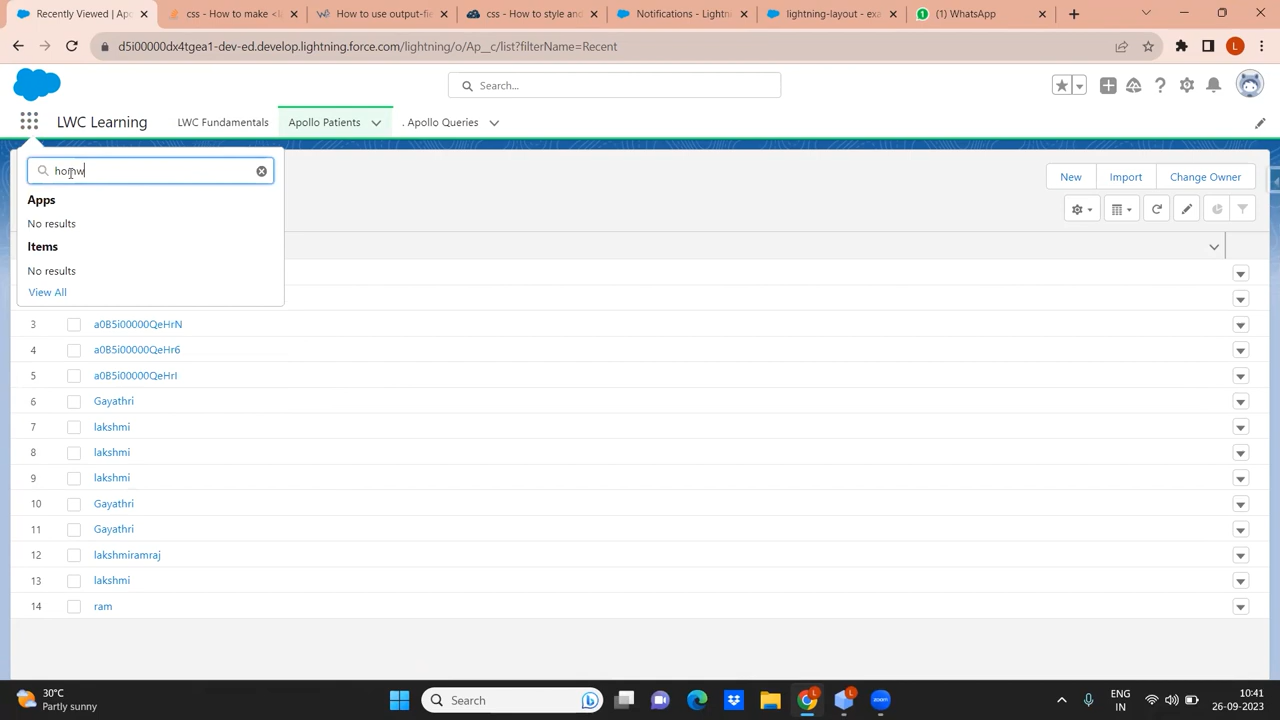 Recently Viewed | Ap
css - How to make <l
How to use output-fie
css - How to style and
Notifications - Lightni
lightning-layout - exa
(1) WhatsApp
d5i00000dx4tgea1-dev-ed.develop.lightning.force.com/lightning/o/Ap__c/list?filterName=Recent
L
Search...
LWC Learning
LWC Fundamentals
Apollo Patients
. Apollo Queries
Apps
No results
Items
No results
View All
New
Import
Change Owner
3 a0B5i00000QeHrN
4 a0B5i00000QeHr6
5 a0B5i00000QeHrI
6 Gayathri
7 lakshmi
8 lakshmi
9 lakshmi
10 Gayathri
11 Gayathri
12 lakshmiramraj
13 lakshmi
14 ram
30°C
Partly sunny
Search
L
L
zoom
ENG
IN
10:41
26-09-2023